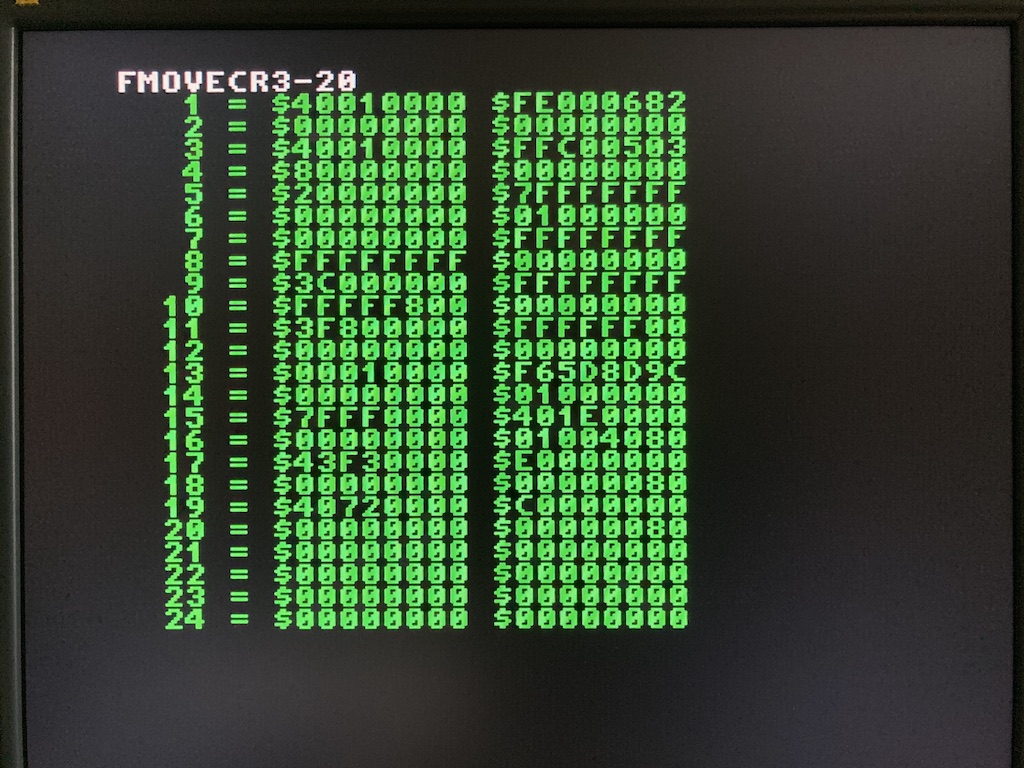 FMOVECR3-20
1 = $40010000 $FE000682
2 = $00000000 $00000000
3 = $40010000 $FFC00503
4 = $80000000 $00000000
5 = $20000000 $7FFFFFFF
6 = $00000000 $01000000
7 = $00000000 $FFFFFFFF
8 = $FFFFFFFF $00000000
9 = $3C000000 $FFFFFFFF
10 = $FFFFF800 $00000000
11 = $3F800000 $FFFFFF00
12 = $00000000 $00000000
13 = $00010000 $F65D8D9C
14 = $00000000 $01000000
15 = $7FFF0000 $401E0000
16 = $00000000 $01004080
17 = $43F30000 $E0000000
18 = $00000000 $00000080
19 = $40720000 $C0000000
20 = $00000000 $00000080
21 = $00000000 $00000000
22 = $00000000 $00000000
23 = $00000000 $00000000
24 = $00000000 $00000000